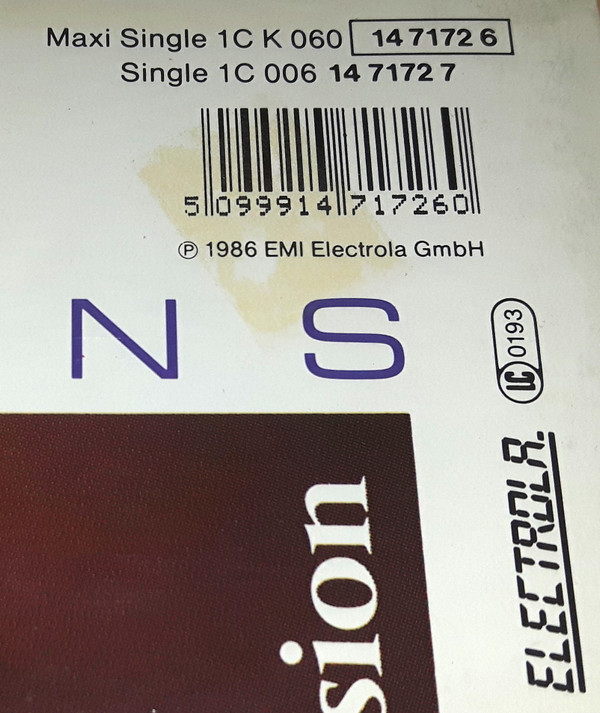 Maxi Single 1C K 060 14 7172 6
Single 1C 006 14 7172 7
5 099914 717260
℗ 1986 EMI Electrola GmbH
N S
LC 0193
ELECTROLA.
sion